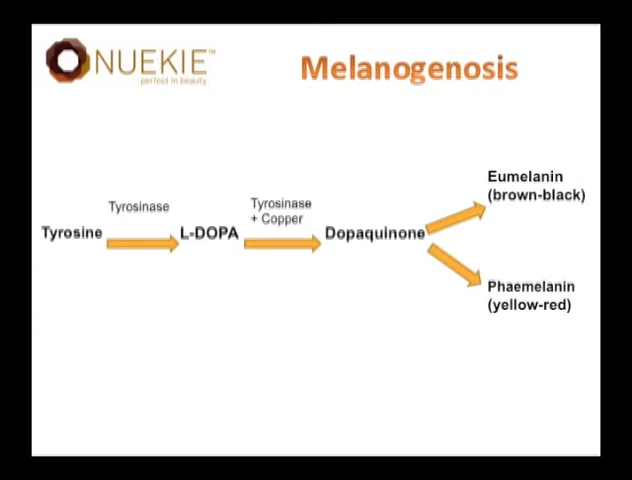 NUEKIE™
perfect in beauty
Melanogenosis
Eumelanin
(brown-black)
Tyrosinase
Tyrosinase
+ Copper
Tyrosine
L-DOPA
Dopaquinone
Phaemelanin
(yellow-red)